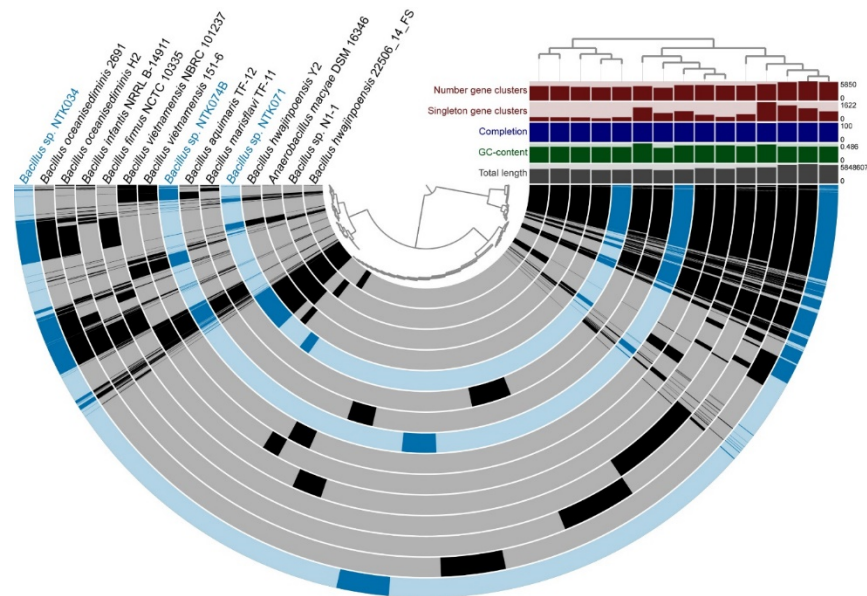 Bacillus sp. NTK034
Bacillus oceanisediminis 2691
Bacillus oceanisediminis H2
Bacillus infantis NRRL B-14911
Bacillus firmus NCTC 10335
Bacillus vietnamensis NBRC 101237
Bacillus vietnamensis 151-6
Bacillus sp. NTK074B
Bacillus aquimaris TF-12
Bacillus marisflavi TF-11
Bacillus sp. NTK071
Bacillus hwajinpoensis Y2
Anaerobacillus macyae DSM 16346
Bacillus sp. N1-1
Bacillus hwajinpoensis 22506_14_FS
Number gene clusters 5850
0
Singleton gene clusters 1622
0
Completion 100
0
GC-content 0.486
0
Total length 5848607
0